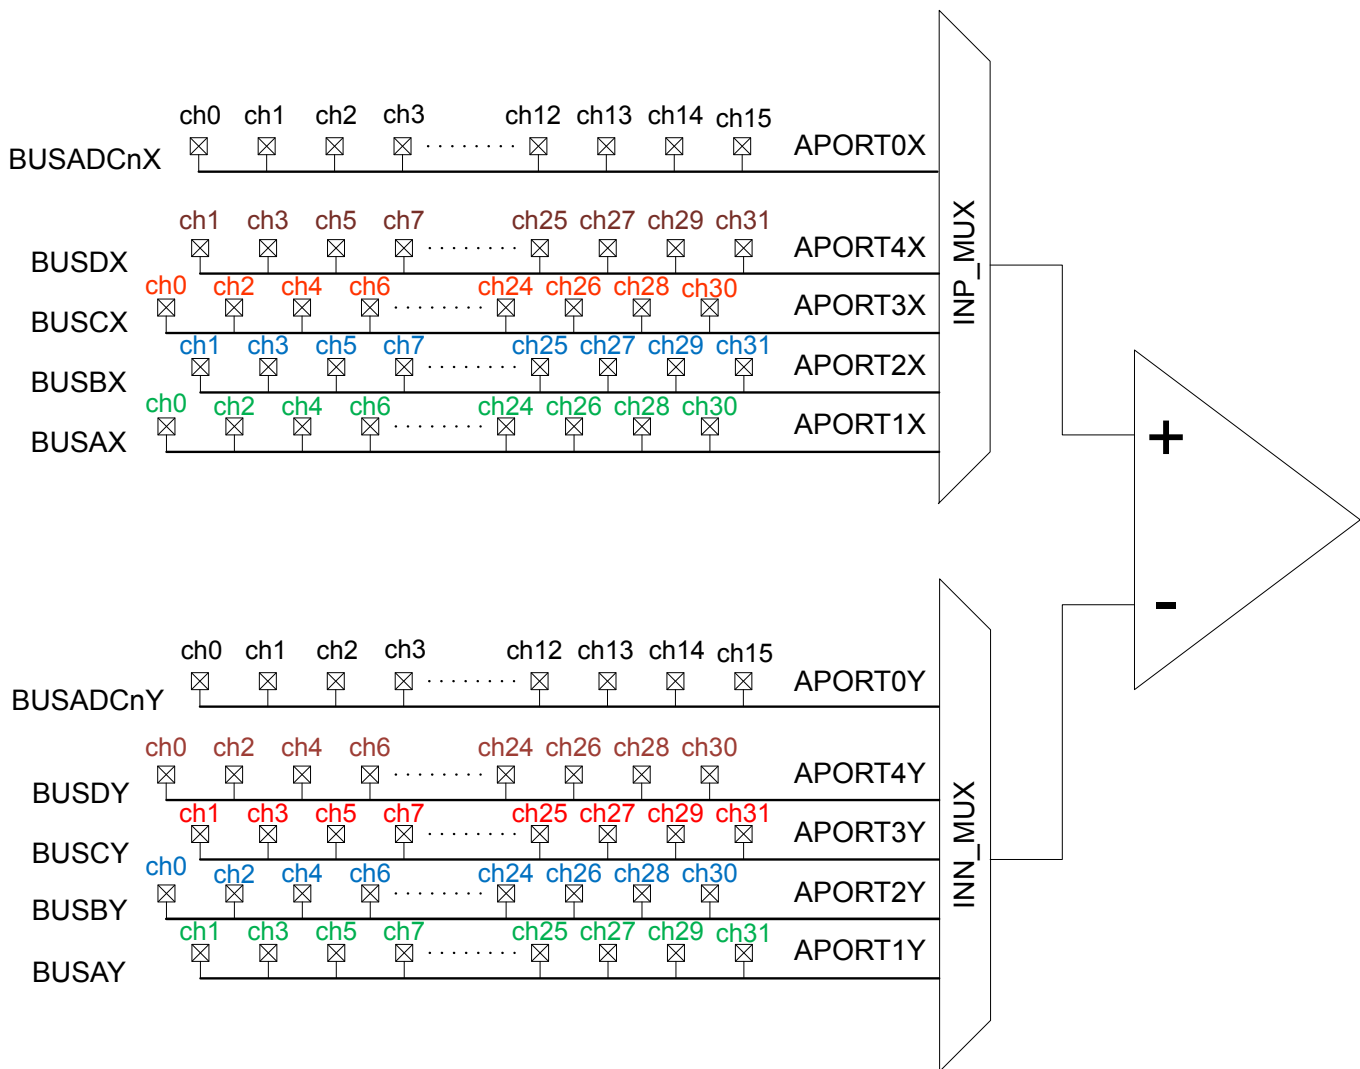 ch0 ch1 ch2 ch3 ch12 ch13 ch14 ch15
BUSADCnX APORT0X
ch1 ch3 ch5 ch7 ch25 ch27 ch29 ch31
BUSDX APORT4X
ch0 ch2 ch4 ch6 ch24 ch26 ch28 ch30
BUSCX APORT3X
ch1 ch3 ch5 ch7 ch25 ch27 ch29 ch31
BUSBX APORT2X
ch0 ch2 ch4 ch6 ch24 ch26 ch28 ch30
BUSAX APORT1X
INP_MUX
+
-
ch0 ch1 ch2 ch3 ch12 ch13 ch14 ch15
BUSADCnY APORT0Y
ch0 ch2 ch4 ch6 ch24 ch26 ch28 ch30
BUSDY APORT4Y
ch1 ch3 ch5 ch7 ch25 ch27 ch29 ch31
BUSCY APORT3Y
ch0 ch2 ch4 ch6 ch24 ch26 ch28 ch30
BUSBY APORT2Y
ch1 ch3 ch5 ch7 ch25 ch27 ch29 ch31
BUSAY APORT1Y
INN_MUX